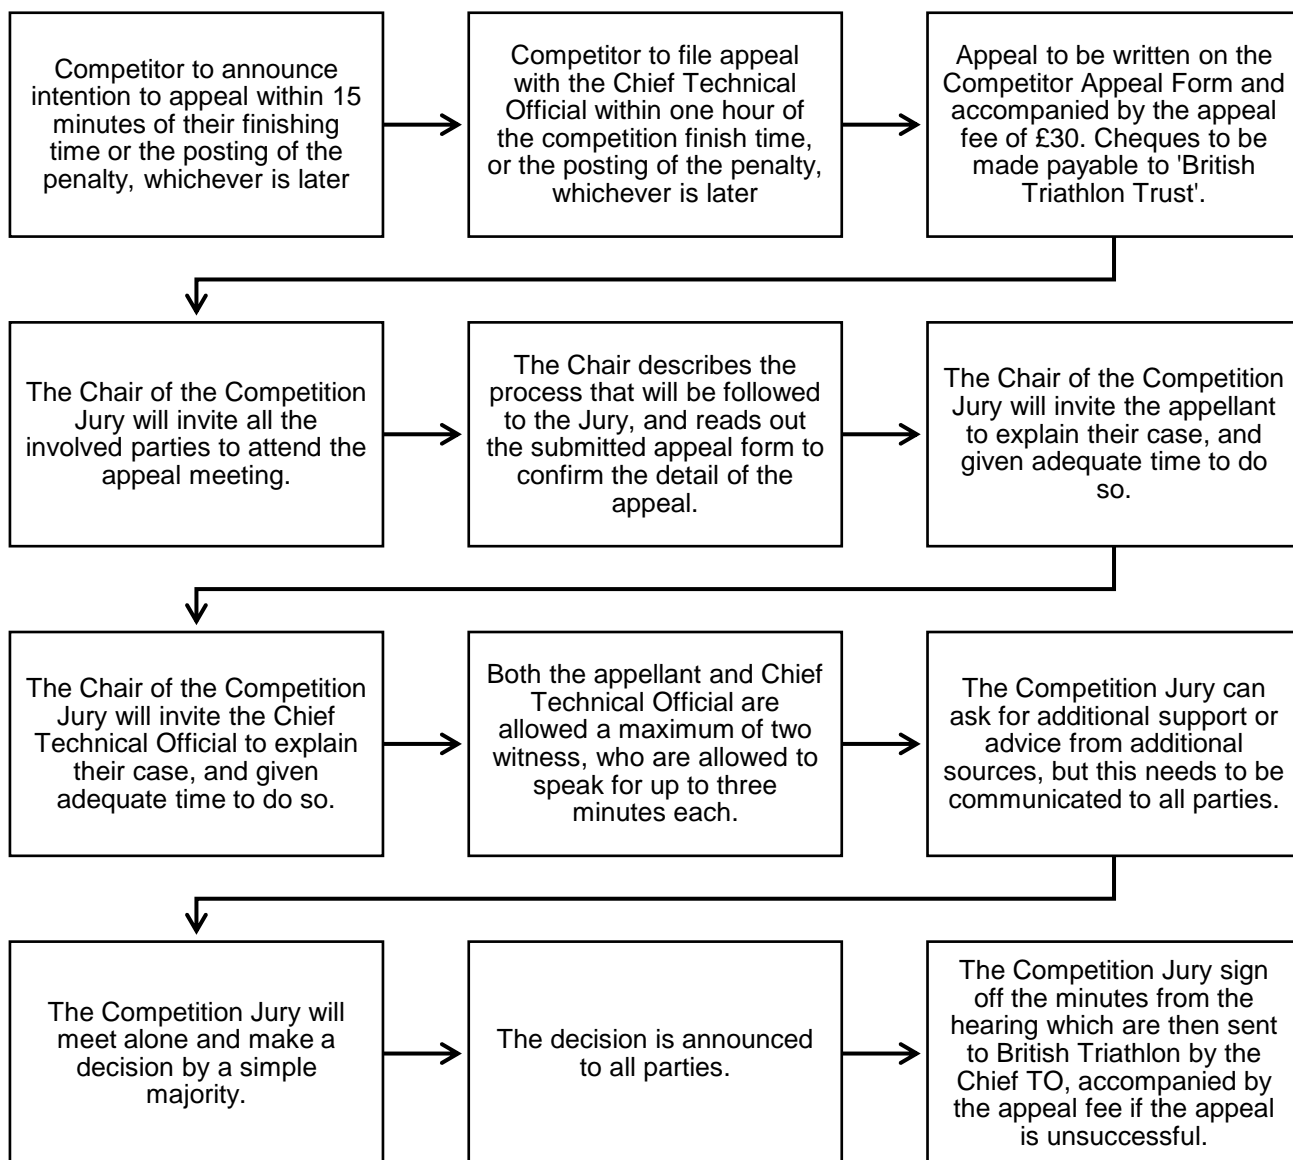 Competitor to announce
intention to appeal within 15
minutes of their finishing
time or the posting of the
penalty, whichever is later
Competitor to file appeal
with the Chief Technical
Official within one hour of
the competition finish time,
or the posting of the penalty,
whichever is later
Appeal to be written on the
Competitor Appeal Form and
accompanied by the appeal
fee of £30. Cheques to be
made payable to 'British
Triathlon Trust'.
The Chair of the Competition
Jury will invite all the
involved parties to attend the
appeal meeting.
The Chair describes the
process that will be followed
to the Jury, and reads out
the submitted appeal form to
confirm the detail of the
appeal.
The Chair of the Competition
Jury will invite the appellant
to explain their case, and
given adequate time to do
so.
The Chair of the Competition
Jury will invite the Chief
Technical Official to explain
their case, and given
adequate time to do so.
Both the appellant and Chief
Technical Official are
allowed a maximum of two
witness, who are allowed to
speak for up to three
minutes each.
The Competition Jury can
ask for additional support or
advice from additional
sources, but this needs to be
communicated to all parties.
The Competition Jury will
meet alone and make a
decision by a simple
majority.
The decision is announced
to all parties.
The Competition Jury sign
off the minutes from the
hearing which are then sent
to British Triathlon by the
Chief TO, accompanied by
the appeal fee if the appeal
is unsuccessful.